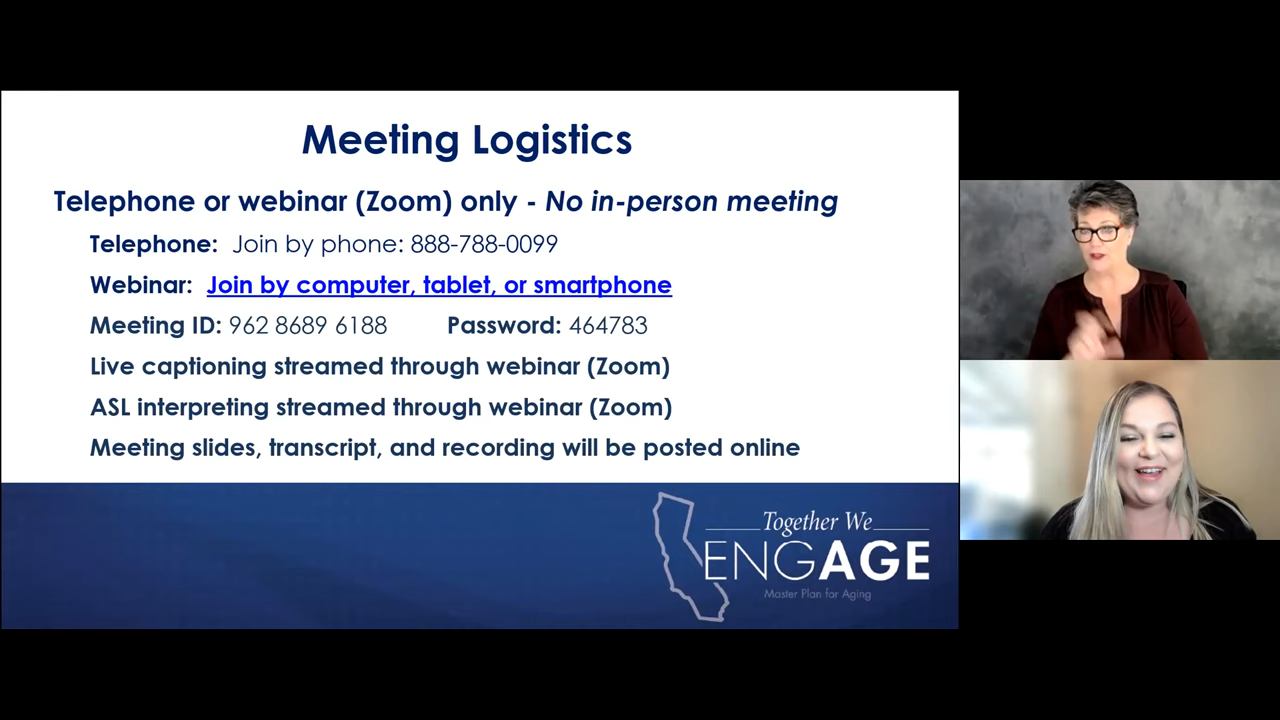 Meeting Logistics
Telephone or webinar (Zoom) only - No in-person meeting
Telephone: Join by phone: 888-788-0099
Webinar: Join by computer, tablet, or smartphone
Meeting ID: 962 8689 6188 Password: 464783
Live captioning streamed through webinar (Zoom)
ASL interpreting streamed through webinar (Zoom)
Meeting slides, transcript, and recording will be posted online
Together We
ENGAGE
Master Plan for Aging